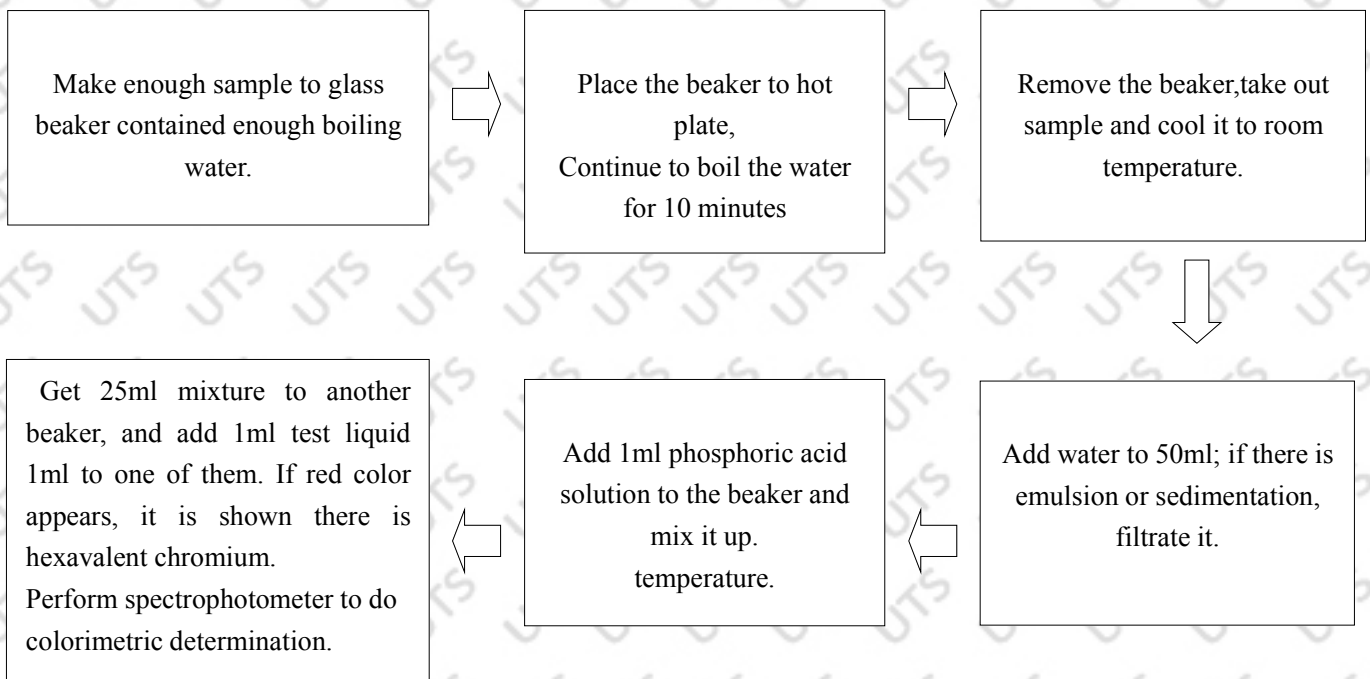 Make enough sample to glass
beaker contained enough boiling
water.
Place the beaker to hot
plate,
Continue to boil the water
for 10 minutes
Remove the beaker,take out
sample and cool it to room
temperature.
Add water to 50ml; if there is
emulsion or sedimentation,
filtrate it.
Add 1ml phosphoric acid
solution to the beaker and
mix it up.
temperature.
Get 25ml mixture to another
beaker, and add 1ml test liquid
1ml to one of them. If red color
appears, it is shown there is
hexavalent chromium.
Perform spectrophotometer to do
colorimetric determination.
UTS